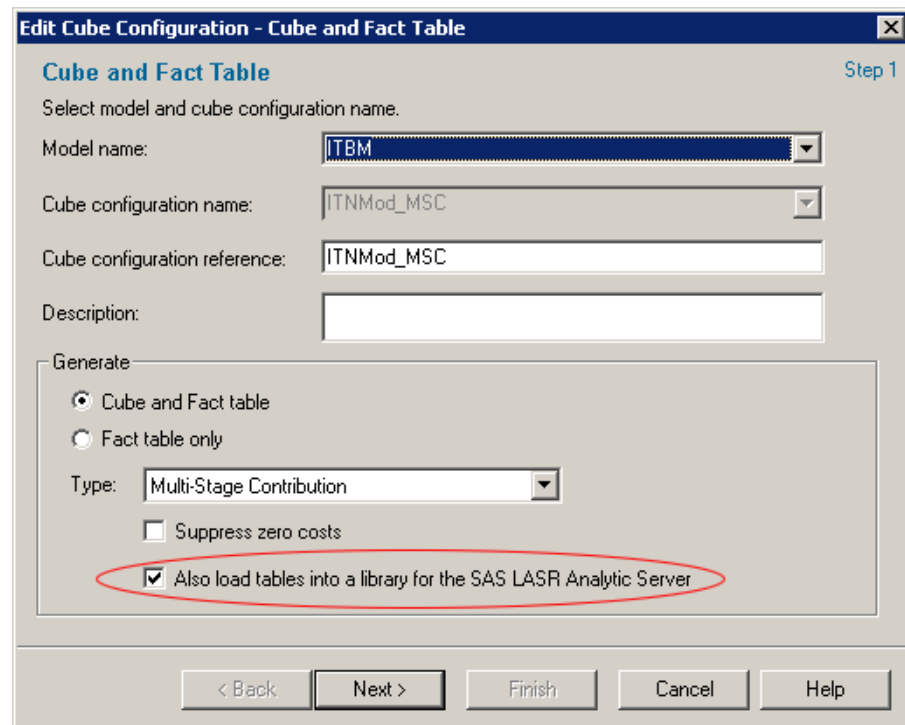 Edit Cube Configuration - Cube and Fact Table
Cube and Fact Table
Step 1
Select model and cube configuration name.
Model name:
ITBM
Cube configuration name:
ITNMod_MSC
Cube configuration reference:
ITNMod_MSC
Description:
Generate
Cube and Fact table
Fact table only
Type:
Multi-Stage Contribution
Suppress zero costs
Also load tables into a library for the SAS LASR Analytic Server
< Back
Next >
Finish
Cancel
Help